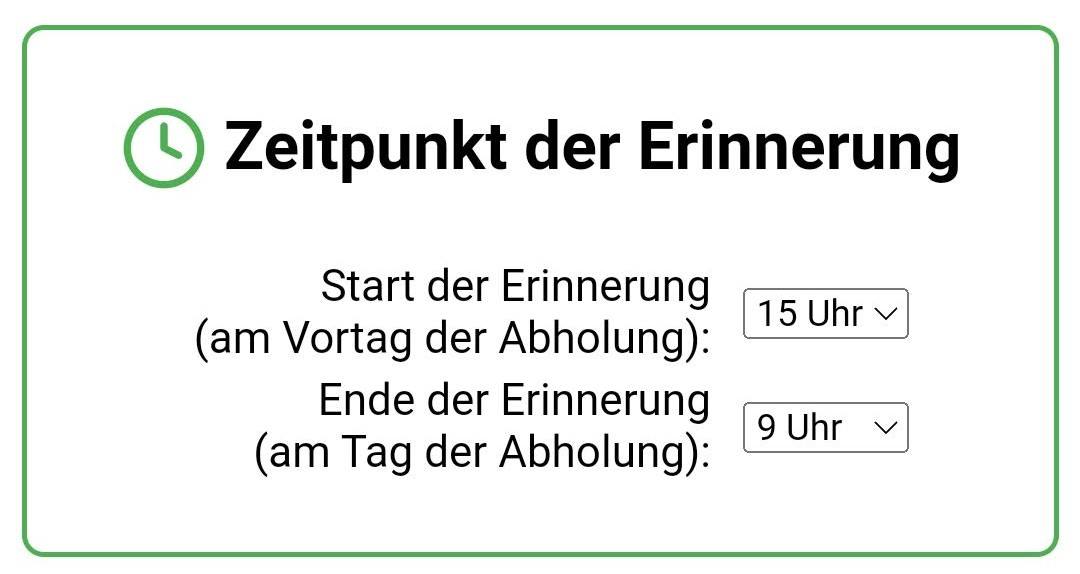 Zeitpunkt der Erinnerung
Start der Erinnerung
(am Vortag der Abholung):
15 Uhr
Ende der Erinnerung
(am Tag der Abholung):
9 Uhr